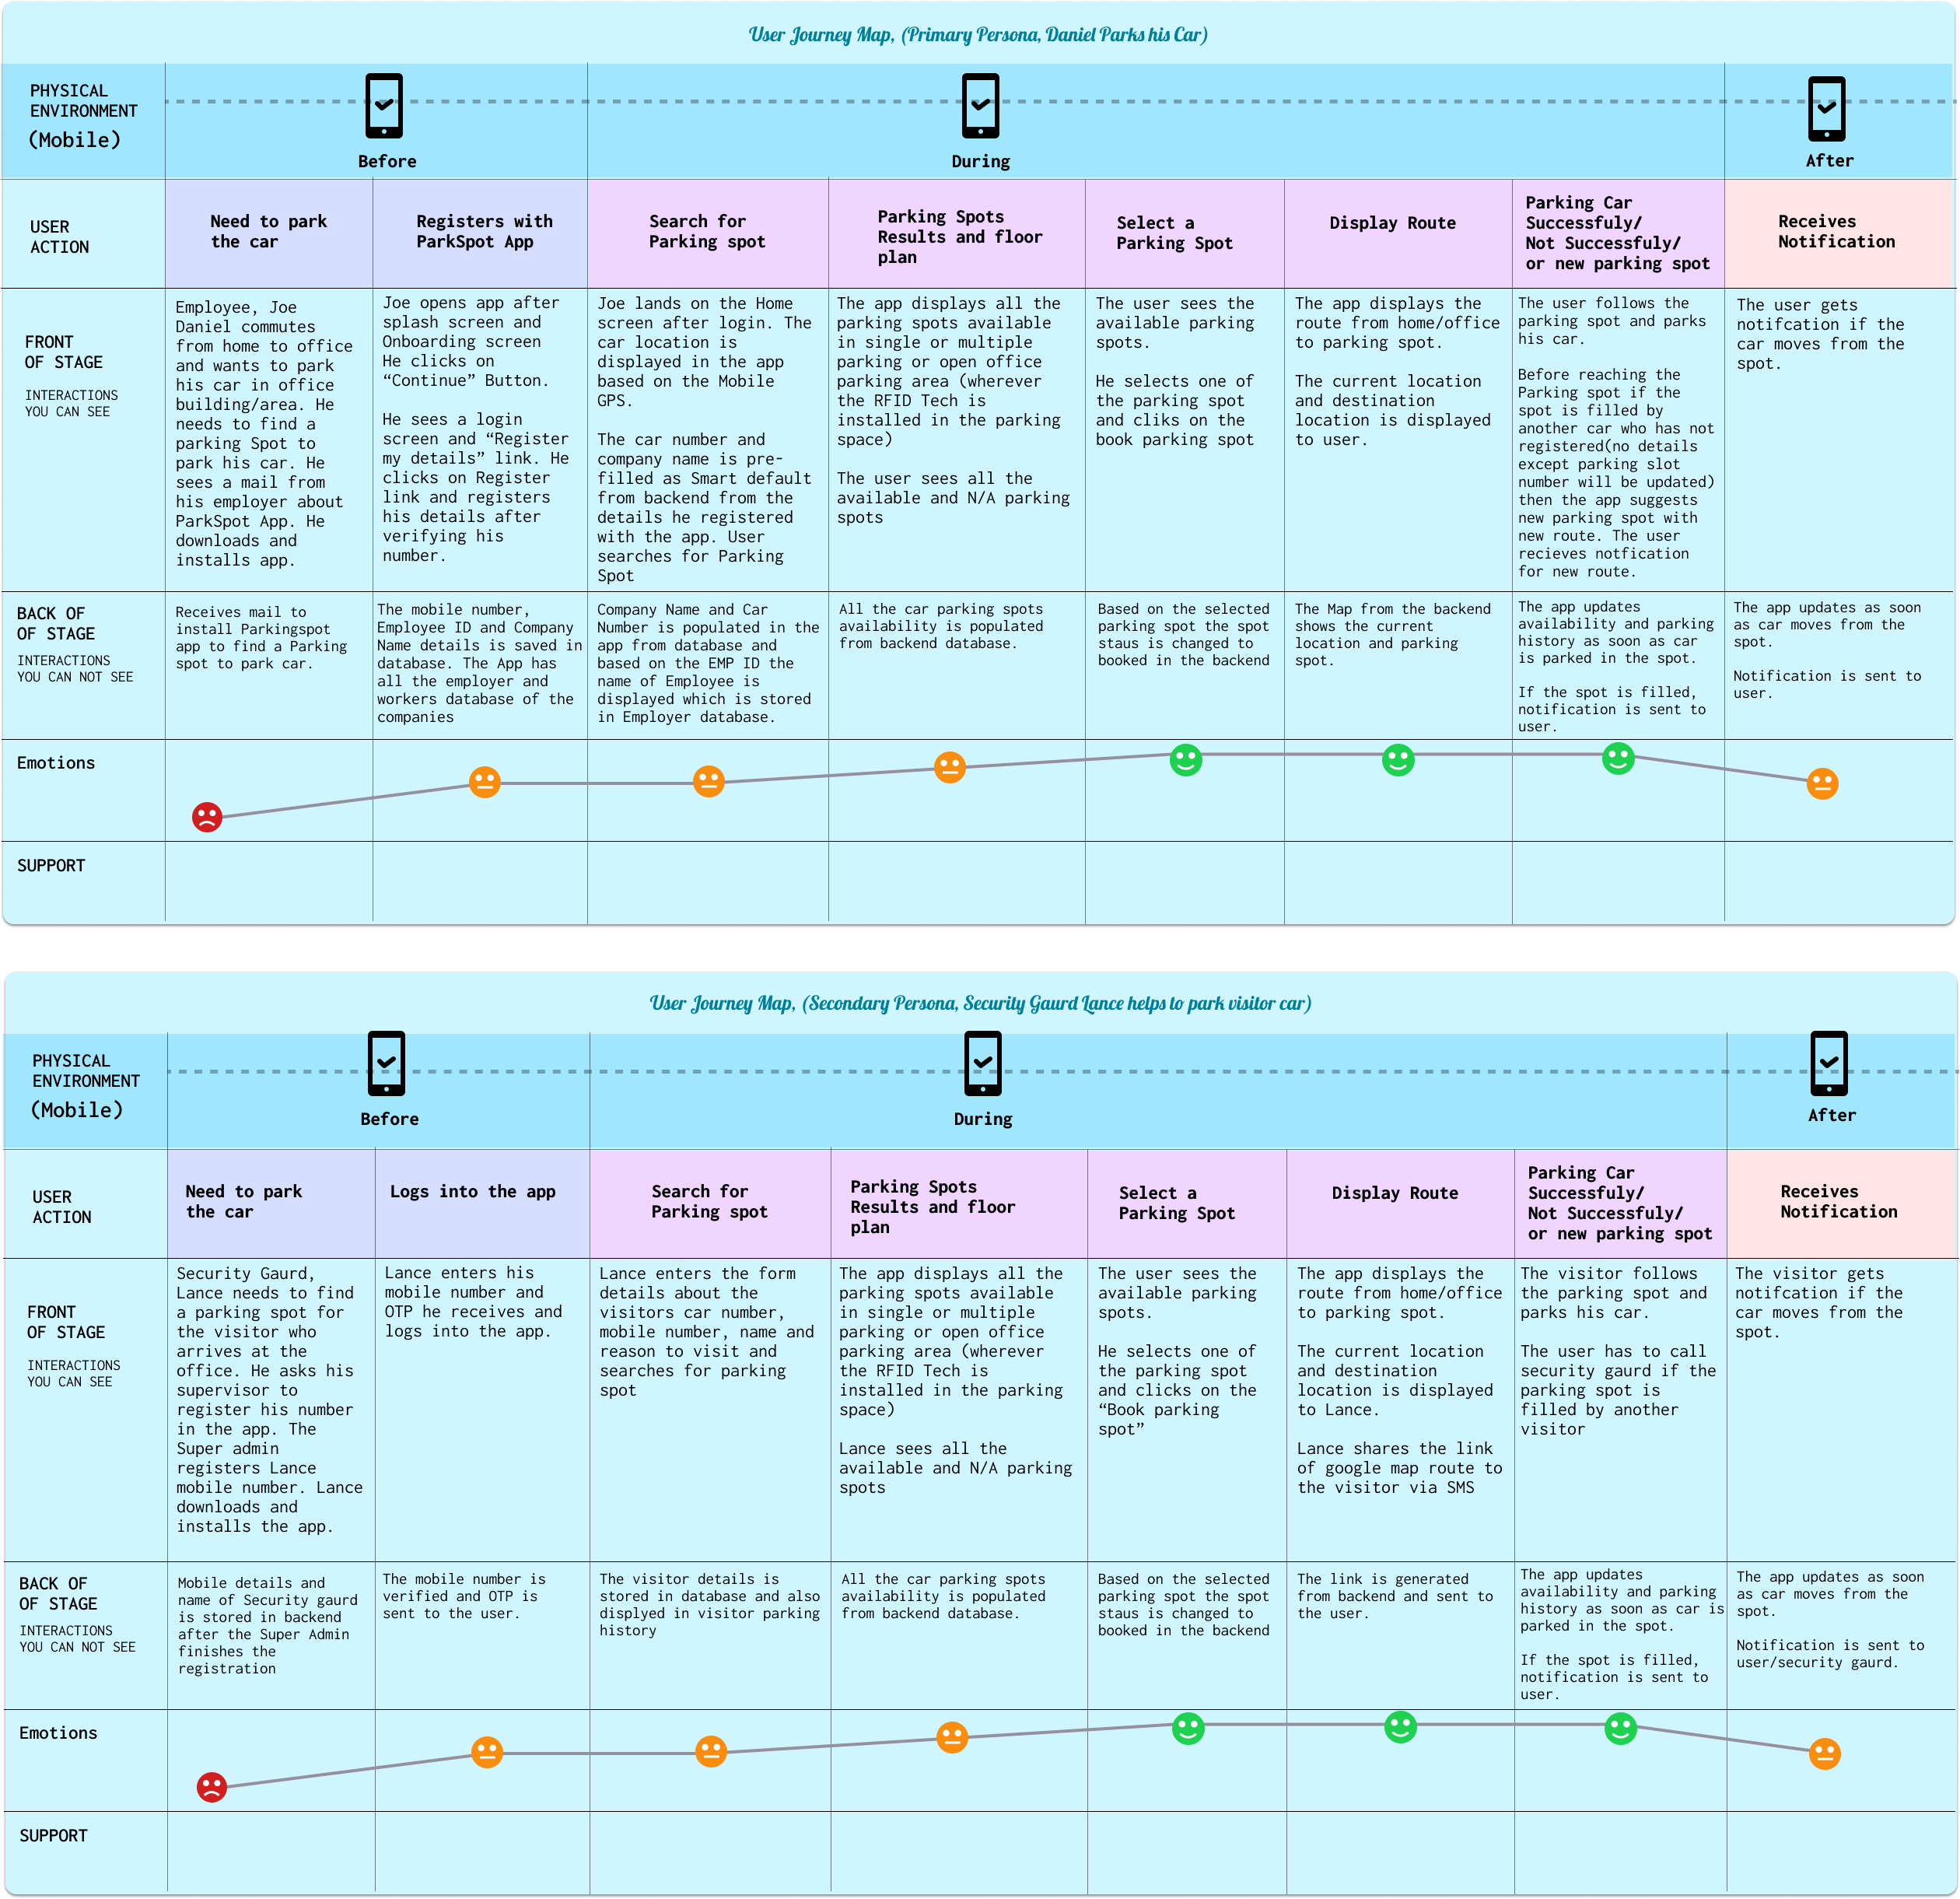 User Journey Map, (Primary Persona, Daniel Parks his Car)
PHYSICAL
ENVIRONMENT
(Mobile)
Before
During
After
USER
ACTION
Need to park
the car
Registers with
ParkSpot App
Search for
Parking spot
Parking Spots
Results and floor
plan
Select a
Parking Spot
Display Route
Parking Car
Successfuly/
Not Successfuly/
or new parking spot
Receives
Notification
FRONT
OF STAGE
INTERACTIONS
YOU CAN SEE
Employee, Joe
Daniel commutes
from home to office
and wants to park
his car in office
building/area. He
needs to find a
parking Spot to
park his car. He
sees a mail from
his employer about
ParkSpot App. He
downloads and
installs app.
Joe opens app after
splash screen and
Onboarding screen
He clicks on
“Continue” Button.
He sees a login
screen and “Register
my details” link. He
clicks on Register
link and registers
his details after
verifying his
number.
Joe lands on the Home
screen after login. The
car location is
displayed in the app
based on the Mobile
GPS.
The car number and
company name is pre-
filled as Smart default
from backend from the
details he registered
with the app. User
searches for Parking
Spot
The app displays all the
parking spots available
in single or multiple
parking or open office
parking area (wherever
the RFID Tech is
installed in the parking
space)
The user sees all the
available and N/A parking
spots
The user sees the
available parking
spots.
He selects one of
the parking spot
and cliks on the
book parking spot
The app displays the
route from home/office
to parking spot.
The current location
and destination
location is displayed
to user.
The user follows the
parking spot and parks
his car.
Before reaching the
Parking spot if the
spot is filled by
another car who has not
registered(no details
except parking slot
number will be updated)
then the app suggests
new parking spot with
new route. The user
recieves notfication
for new route.
The user gets
notifcation if the
car moves from the
spot.
BACK OF
OF STAGE
INTERACTIONS
YOU CAN NOT SEE
Receives mail to
install Parkingspot
app to find a Parking
spot to park car.
The mobile number,
Employee ID and Company
Name details is saved in
database. The App has
all the employer and
workers database of the
companies
Company Name and Car
Number is populated in the
app from database and
based on the EMP ID the
name of Employee is
displayed which is stored
in Employer database.
All the car parking spots
availability is populated
from backend database.
Based on the selected
parking spot the spot
staus is changed to
booked in the backend
The Map from the backend
shows the current
location and parking
spot.
The app updates
availability and parking
history as soon as car
is parked in the spot.
If the spot is filled,
notification is sent to
user.
The app updates as soon
as car moves from the
spot.
Notification is sent to
user.
Emotions
SUPPORT
User Journey Map, (Secondary Persona, Security Gaurd Lance helps to park visitor car)
PHYSICAL
ENVIRONMENT
(Mobile)
Before
During
After
USER
ACTION
Need to park
the car
Logs into the app
Search for
Parking spot
Parking Spots
Results and floor
plan
Select a
Parking Spot
Display Route
Parking Car
Successfuly/
Not Successfuly/
or new parking spot
Receives
Notification
FRONT
OF STAGE
INTERACTIONS
YOU CAN SEE
Security Gaurd,
Lance needs to find
a parking spot for
the visitor who
arrives at the
office. He asks his
supervisor to
register his number
in the app. The
Super admin
registers Lance
mobile number. Lance
downloads and
installs the app.
Lance enters his
mobile number and
OTP he receives and
logs into the app.
Lance enters the form
details about the
visitors car number,
mobile number, name and
reason to visit and
searches for parking
spot
The app displays all the
parking spots available
in single or multiple
parking or open office
parking area (wherever
the RFID Tech is
installed in the parking
space)
Lance sees all the
available and N/A parking
spots
The user sees the
available parking
spots.
He selects one of
the parking spot
and clicks on the
“Book parking
spot”
The app displays the
route from home/office
to parking spot.
The current location
and destination
location is displayed
to Lance.
Lance shares the link
of google map route to
the visitor via SMS
The visitor follows
the parking spot and
parks his car.
The user has to call
security gaurd if the
parking spot is
filled by another
visitor
The visitor gets
notifcation if the
car moves from the
spot.
BACK OF
OF STAGE
INTERACTIONS
YOU CAN NOT SEE
Mobile details and
name of Security gaurd
is stored in backend
after the Super Admin
finishes the
registration
The mobile number is
verified and OTP is
sent to the user.
The visitor details is
stored in database and also
displyed in visitor parking
history
All the car parking spots
availability is populated
from backend database.
Based on the selected
parking spot the spot
staus is changed to
booked in the backend
The link is generated
from backend and sent to
the user.
The app updates
availability and parking
history as soon as car is
parked in the spot.
If the spot is filled,
notification is sent to
user.
The app updates as soon
as car moves from the
spot.
Notification is sent to
user/security gaurd.
Emotions
SUPPORT